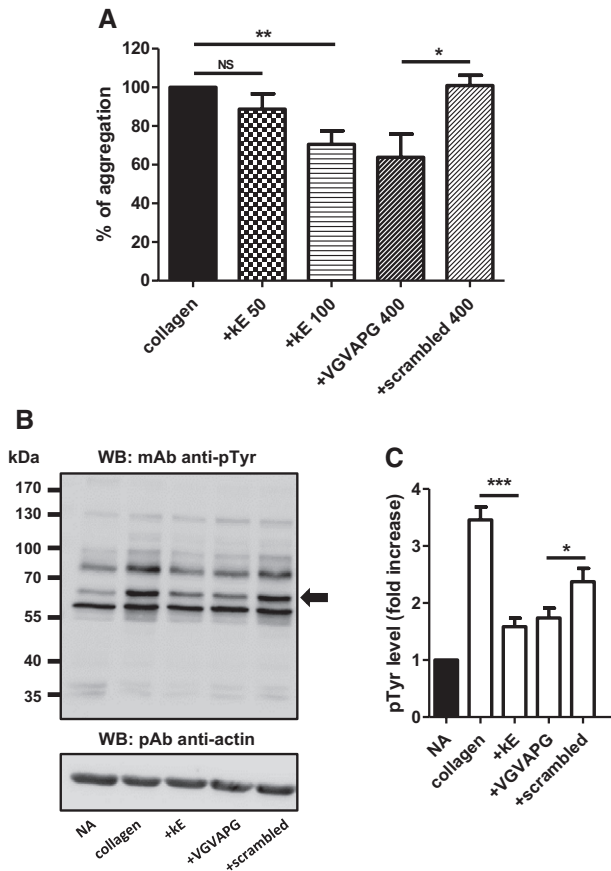 A
**
NS
*
% of aggregation
120
100
80
60
40
20
0
collagen
+kE 50
+kE 100
+VGVAPG 400
+scrambled 400
B
WB: mAb anti-pTyr
kDa
170
130
100
70
55
40
35
WB: pAb anti-actin
NA
collagen
+kE
+VGVAPG
+scrambled
C
***
*
pTyr level (fold increase)
4
3
2
1
0
NA
collagen
+kE
+VGVAPG
+scrambled